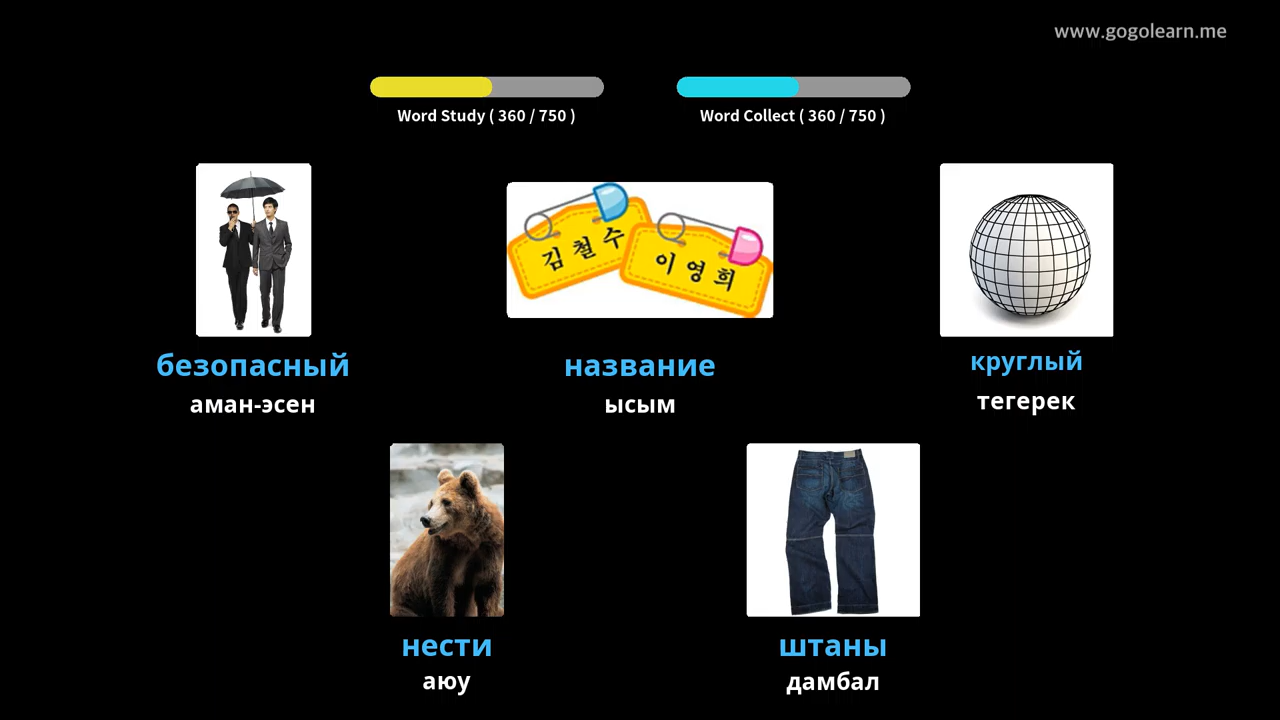 www.gogolearn.me
Word Study ( 360 / 750 )
Word Collect ( 360 / 750 )
김철수
이영희
безопасный
аман-эсен
название
ысым
круглый
тегерек
нести
аюу
штаны
дамбал